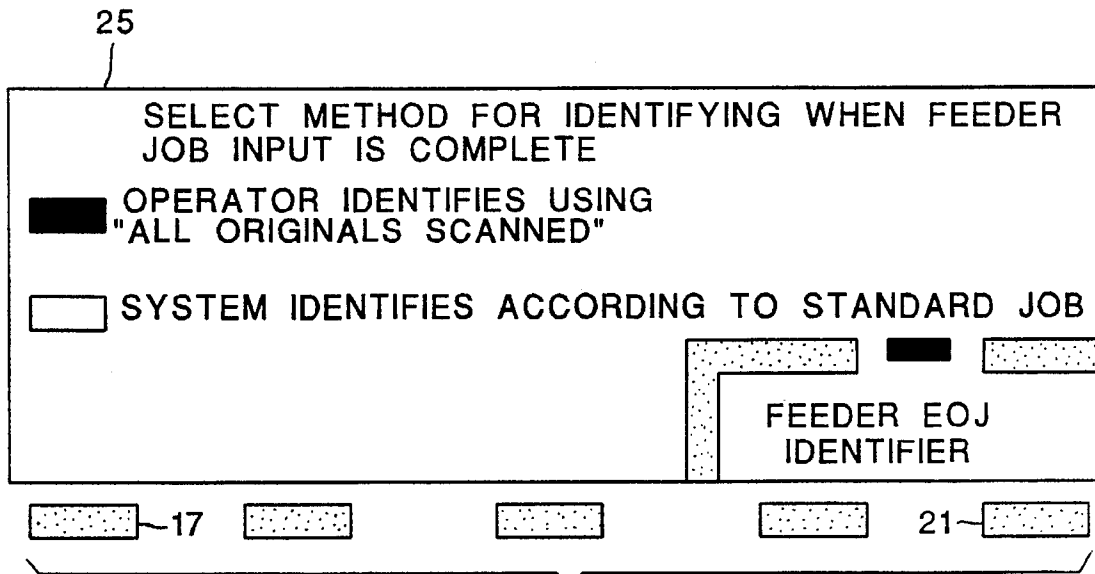 25
SELECT METHOD FOR IDENTIFYING WHEN FEEDER
JOB INPUT IS COMPLETE
OPERATOR IDENTIFIES USING
"ALL ORIGINALS SCANNED"
SYSTEM IDENTIFIES ACCORDING TO STANDARD JOB
FEEDER EOJ
IDENTIFIER
17
21